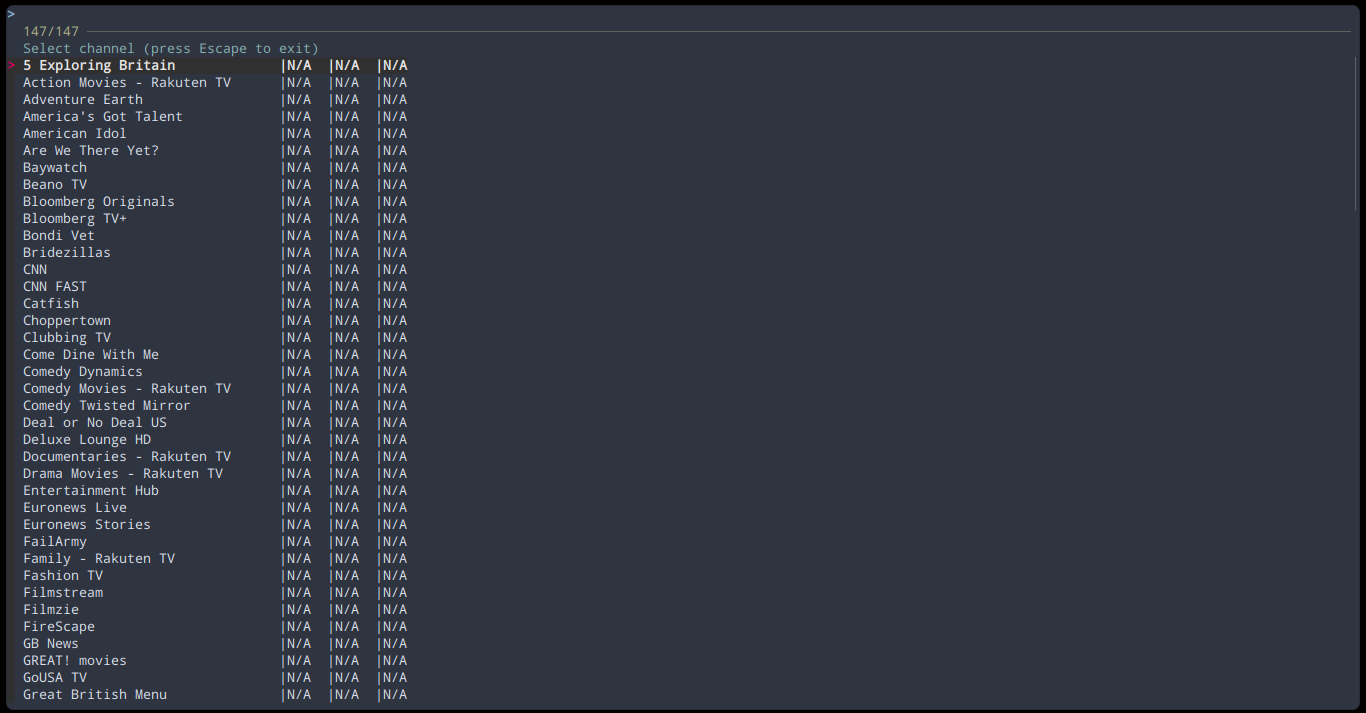 >
147/147
Select channel (press Escape to exit)
> 5 Exploring Britain |N/A |N/A |N/A
Action Movies - Rakuten TV |N/A |N/A |N/A
Adventure Earth |N/A |N/A |N/A
America's Got Talent |N/A |N/A |N/A
American Idol |N/A |N/A |N/A
Are We There Yet? |N/A |N/A |N/A
Baywatch |N/A |N/A |N/A
Beano TV |N/A |N/A |N/A
Bloomberg Originals |N/A |N/A |N/A
Bloomberg TV+ |N/A |N/A |N/A
Bondi Vet |N/A |N/A |N/A
Bridezillas |N/A |N/A |N/A
CNN |N/A |N/A |N/A
CNN FAST |N/A |N/A |N/A
Catfish |N/A |N/A |N/A
Choppertown |N/A |N/A |N/A
Clubbing TV |N/A |N/A |N/A
Come Dine With Me |N/A |N/A |N/A
Comedy Dynamics |N/A |N/A |N/A
Comedy Movies - Rakuten TV |N/A |N/A |N/A
Comedy Twisted Mirror |N/A |N/A |N/A
Deal or No Deal US |N/A |N/A |N/A
Deluxe Lounge HD |N/A |N/A |N/A
Documentaries - Rakuten TV |N/A |N/A |N/A
Drama Movies - Rakuten TV |N/A |N/A |N/A
Entertainment Hub |N/A |N/A |N/A
Euronews Live |N/A |N/A |N/A
Euronews Stories |N/A |N/A |N/A
FailArmy |N/A |N/A |N/A
Family - Rakuten TV |N/A |N/A |N/A
Fashion TV |N/A |N/A |N/A
Filmstream |N/A |N/A |N/A
Filmzie |N/A |N/A |N/A
FireScape |N/A |N/A |N/A
GB News |N/A |N/A |N/A
GREAT! movies |N/A |N/A |N/A
GoUSA TV |N/A |N/A |N/A
Great British Menu |N/A |N/A |N/A